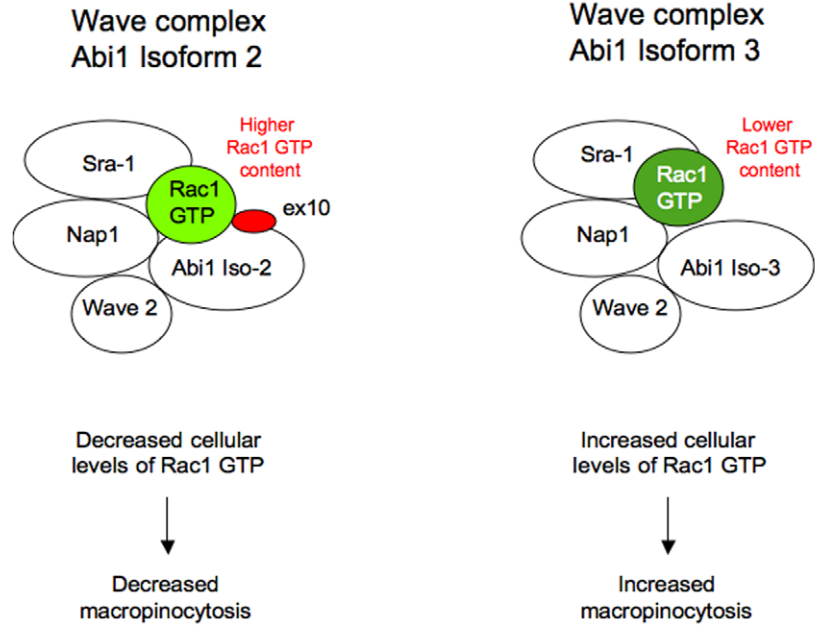 Wave complex
Abi1 Isoform 2
Higher
Rac1 GTP
content
Sra-1
Rac1
GTP
ex10
Nap1
Abi1 Iso-2
Wave 2
Decreased cellular
levels of Rac1 GTP
Decreased
macropinocytosis
Wave complex
Abi1 Isoform 3
Lower
Rac1 GTP
content
Sra-1
Rac1
GTP
Nap1
Abi1 Iso-3
Wave 2
Increased cellular
levels of Rac1 GTP
Increased
macropinocytosis